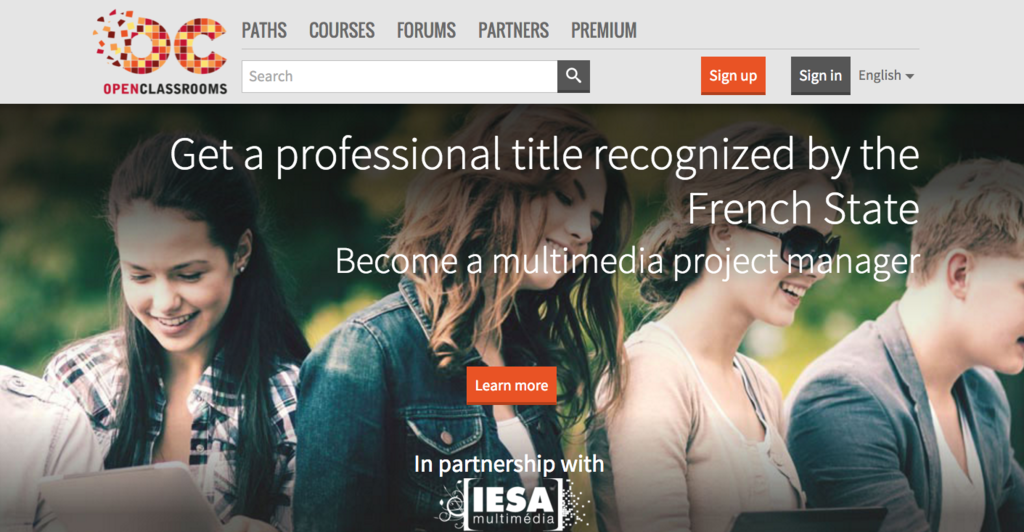 PATHS COURSES FORUMS PARTNERS PREMIUM
OC
OPENCLASSROOMS
Search
Sign up
Sign in
English
Get a professional title recognized by the
French State
Become a multimedia project manager
Learn more
In partnership with
IESA
multimédia